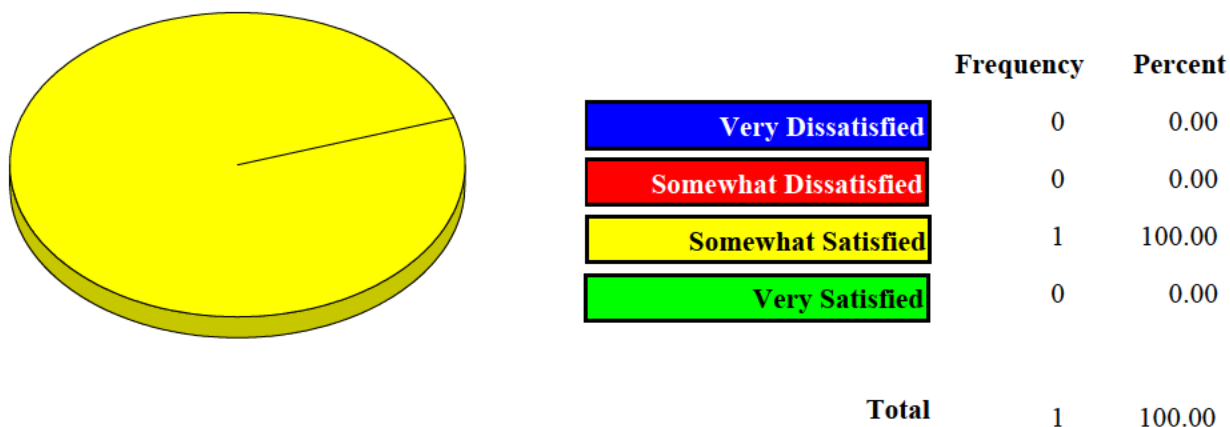 Frequency Percent
Very Dissatisfied 0 0.00
Somewhat Dissatisfied 0 0.00
Somewhat Satisfied 1 100.00
Very Satisfied 0 0.00
Total 1 100.00